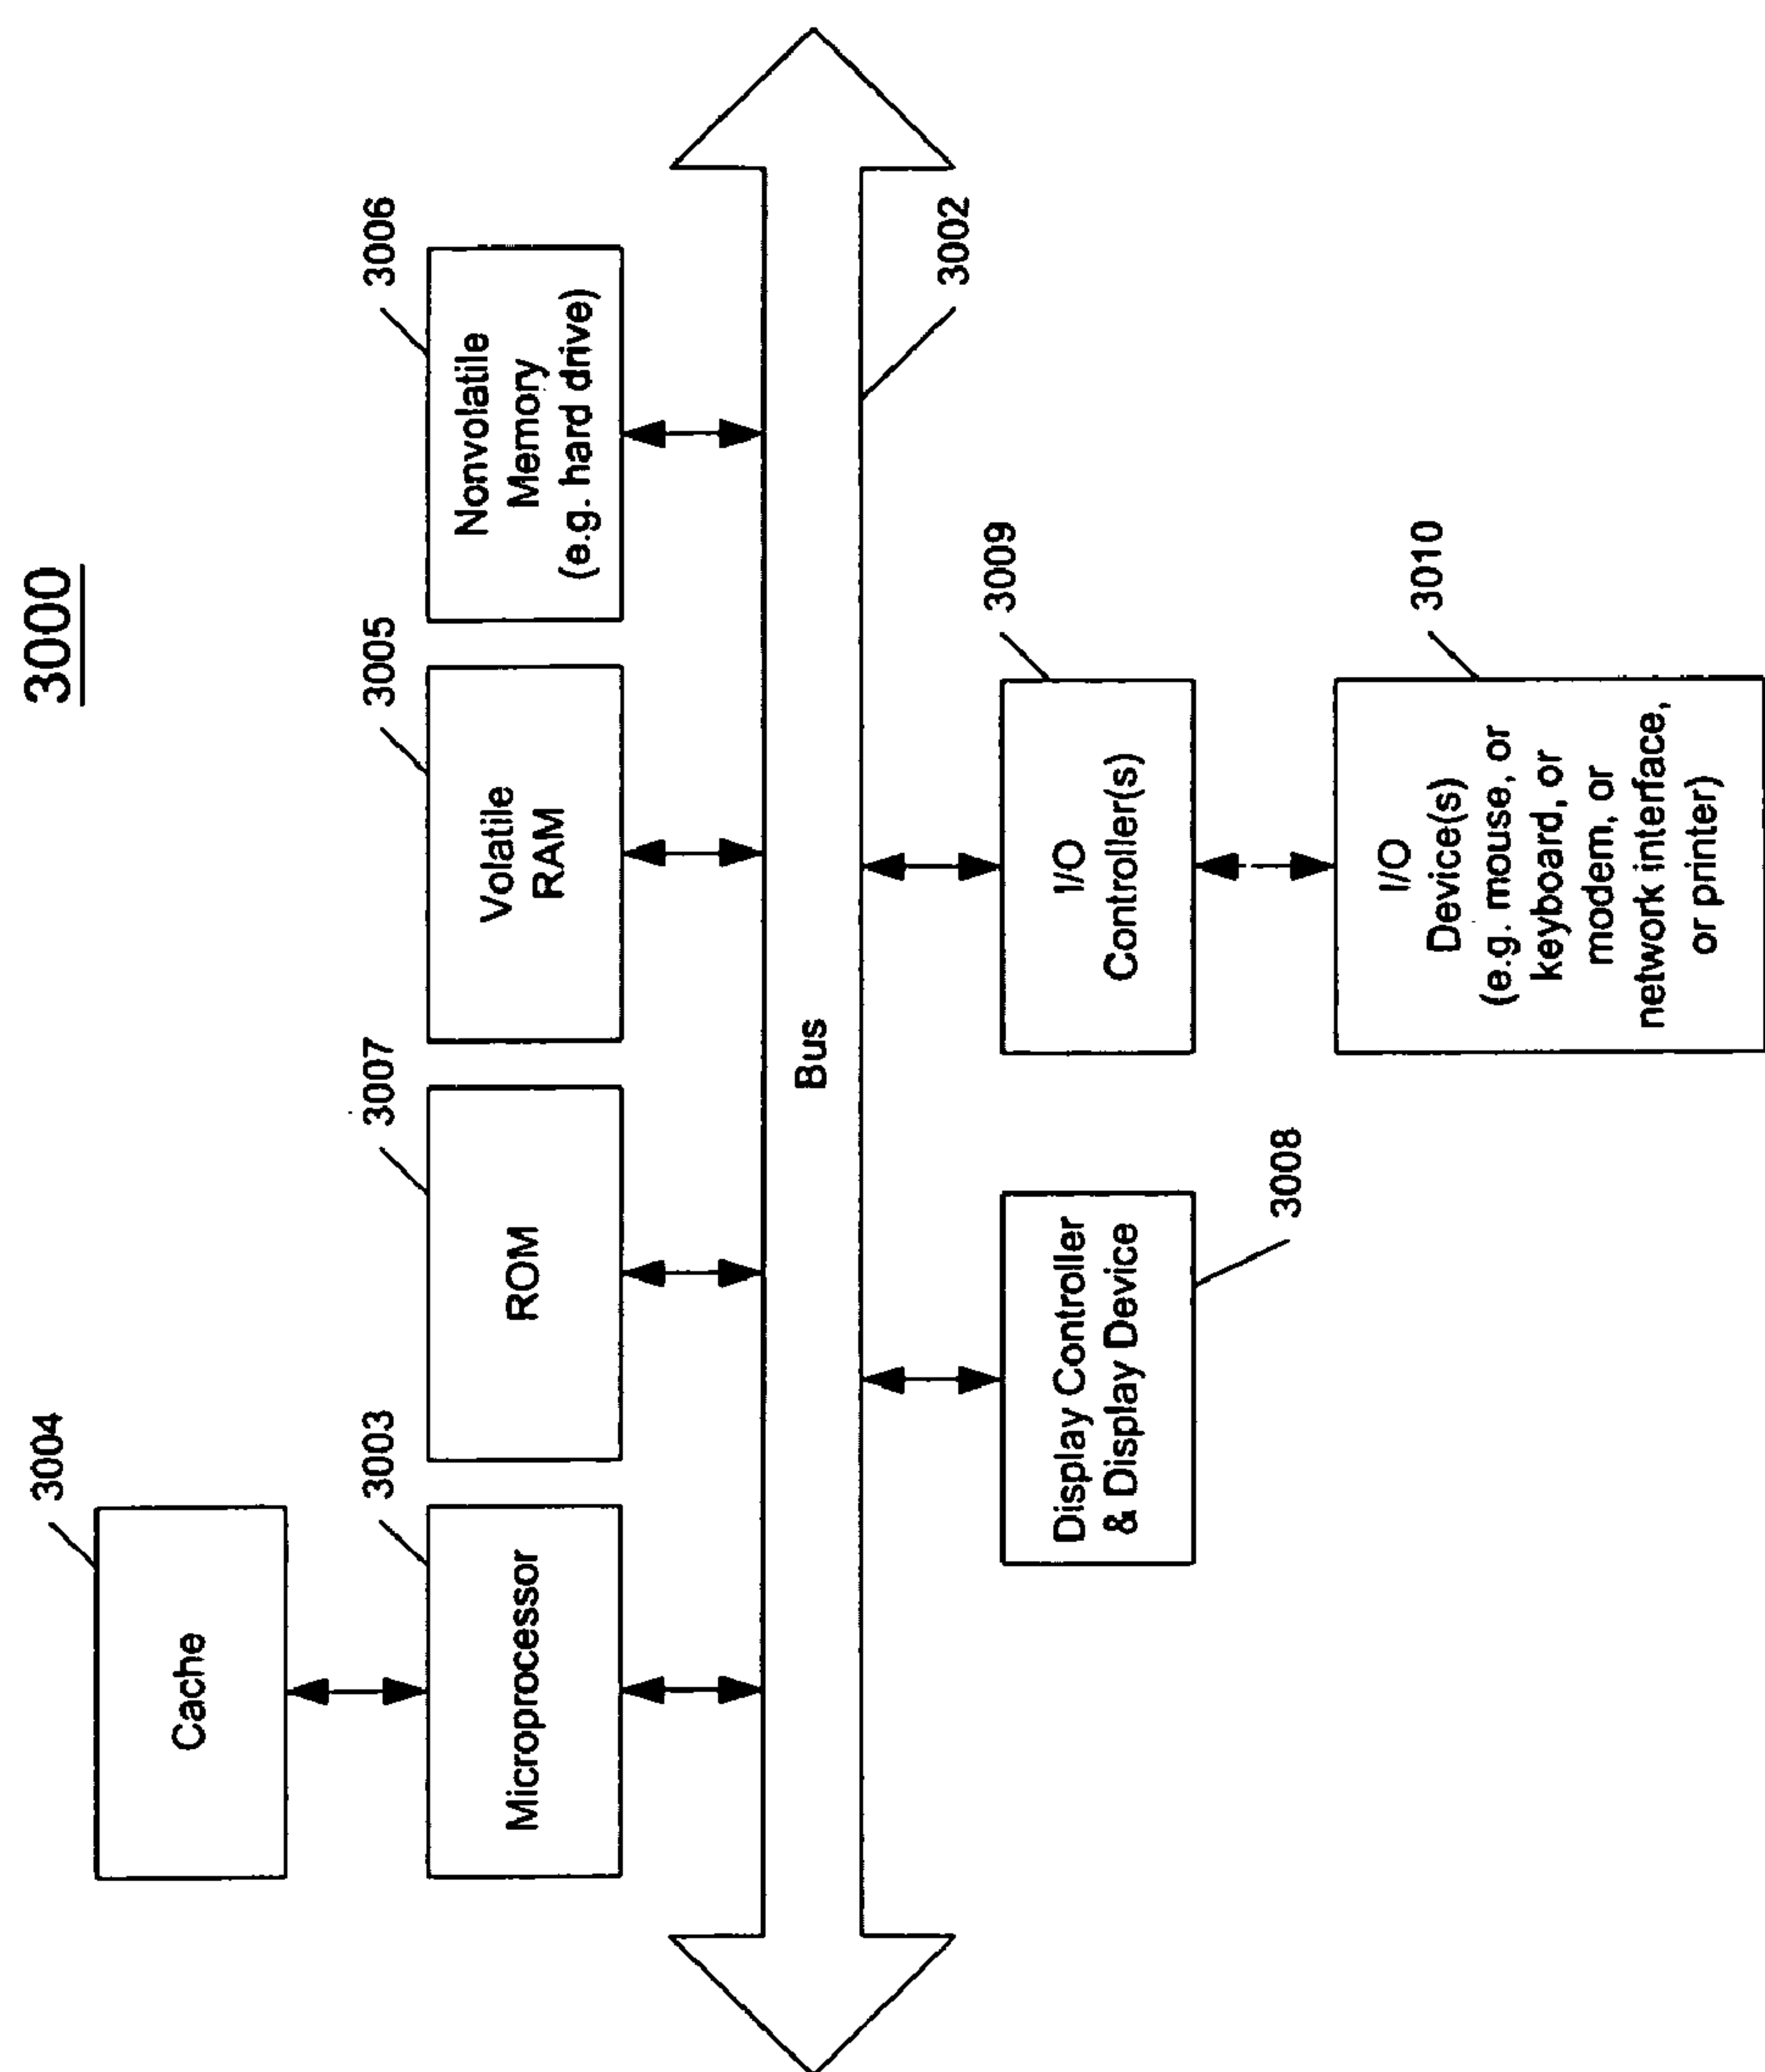 3000
3004
Cache
3003
Microprocessor
3007
ROM
3005
Volatile
RAM
3006
Nonvolatile
Memory
(e.g. hard drive)
Bus
3002
3008
Display Controller
& Display Device
3009
I/O
Controller(s)
3010
I/O
Device(s)
(e.g. mouse, or
keyboard, or
modem, or
network interface,
or printer)